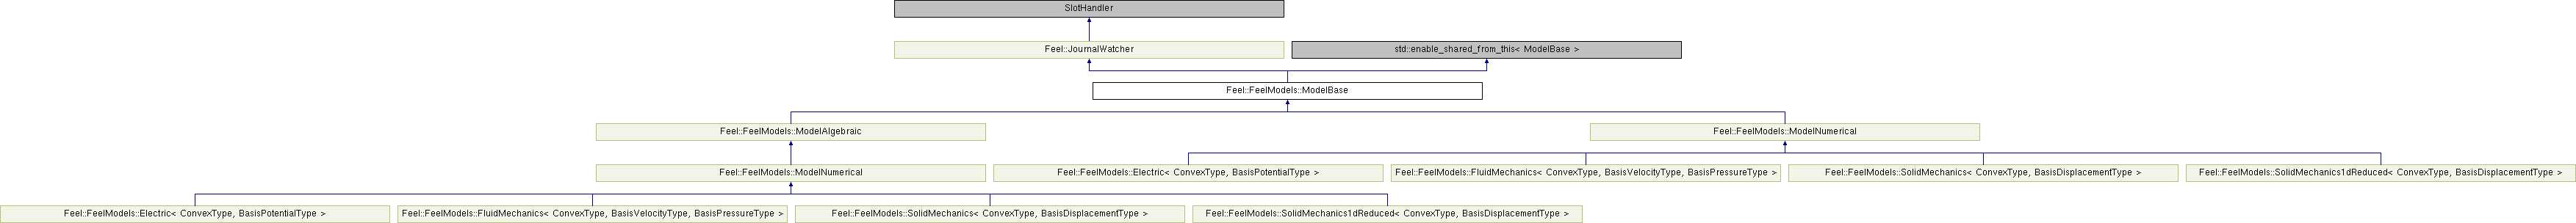 SlotHandler
Feel::JournalWatcher
std::enable_shared_from_this< ModelBase >
Feel::FeelModels::ModelBase
Feel::FeelModels::ModelAlgebraic
Feel::FeelModels::ModelNumerical
Feel::FeelModels::ModelNumerical
Feel::FeelModels::Electric< ConvexType, BasisPotentialType >
Feel::FeelModels::FluidMechanics< ConvexType, BasisVelocityType, BasisPressureType >
Feel::FeelModels::SolidMechanics< ConvexType, BasisDisplacementType >
Feel::FeelModels::SolidMechanics1dReduced< ConvexType, BasisDisplacementType >
Feel::FeelModels::Electric< ConvexType, BasisPotentialType >
Feel::FeelModels::FluidMechanics< ConvexType, BasisVelocityType, BasisPressureType >
Feel::FeelModels::SolidMechanics< ConvexType, BasisDisplacementType >
Feel::FeelModels::SolidMechanics1dReduced< ConvexType, BasisDisplacementType >